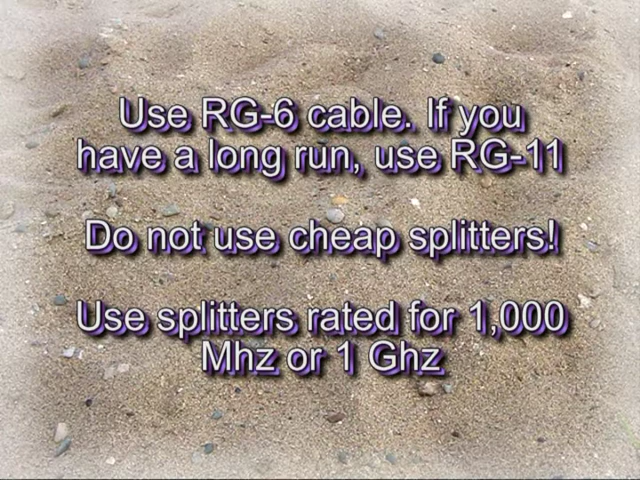 Use RG-6 cable. If you
have a long run, use RG-11
Do not use cheap splitters!
Use splitters rated for 1,000
Mhz or 1 Ghz